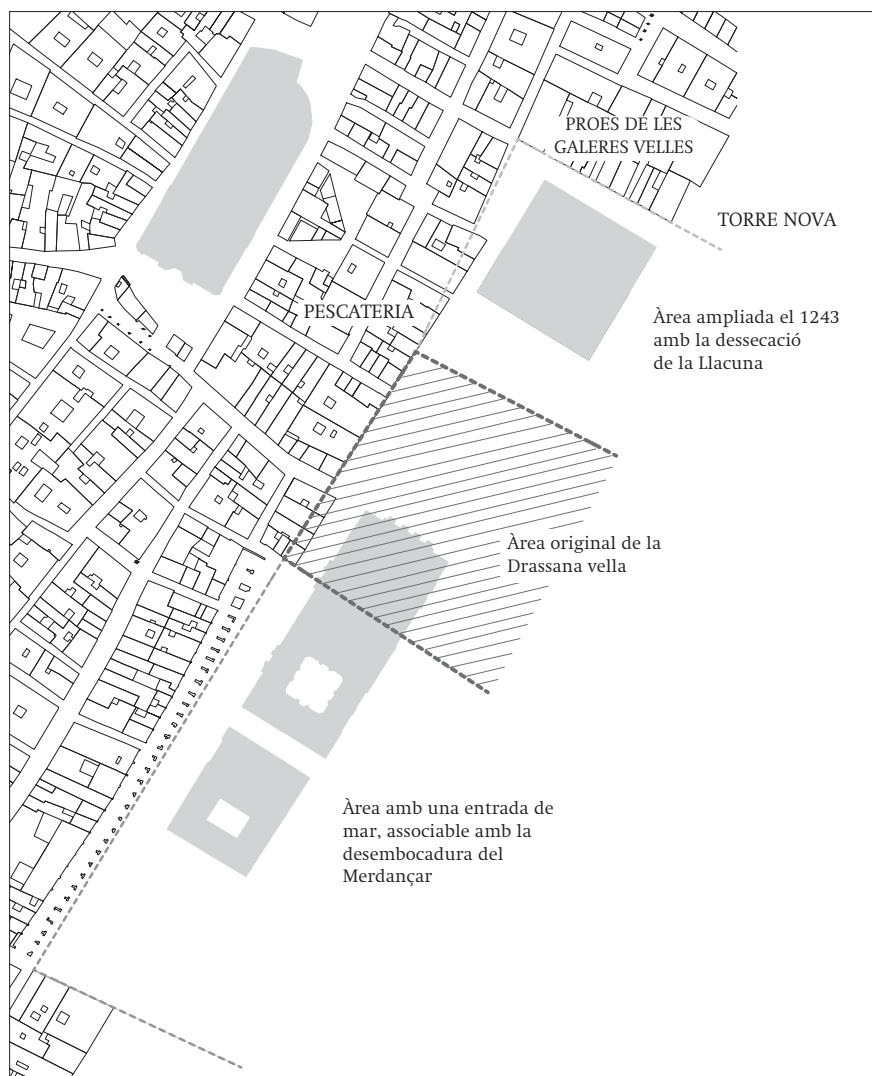 PROES DE LES
GALERES VELLES
TORRE NOVA
PESCATERIA
Àrea ampliada el 1243
amb la dessecació
de la Llacuna
Àrea original de la
Drassana vella
Àrea amb una entrada de
mar, associable amb la
desembocadura del
Merdançar